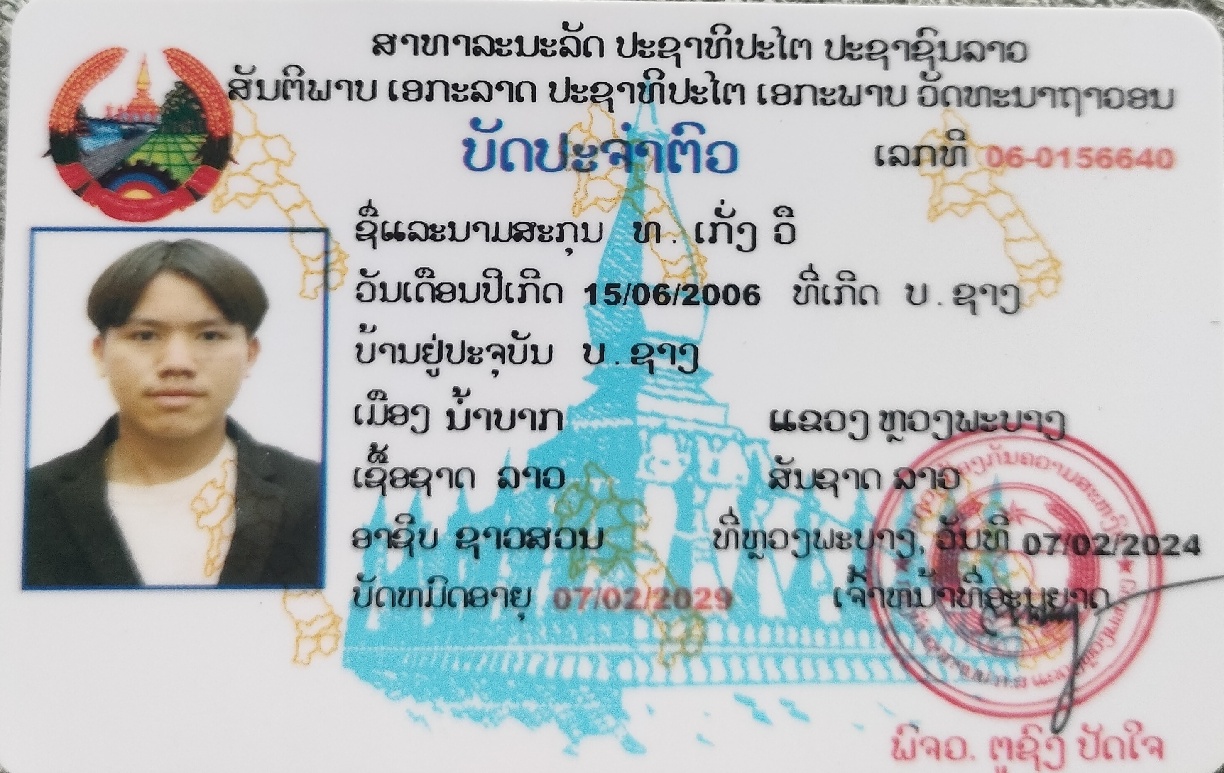 ສາທາລະນະລັດ ປະຊາທິປະໄຕ ປະຊາຊົນລາວ
ສັນຕິພາບ ເອກະລາດ ປະຊາທິປະໄຕ ເອກະພາບ ວັດທະນາຖາວອນ
ບັດປະຈຳຕົວ
ເລກທີ 06-0156640
ຊື່ແລະນາມສະກຸນ ທ. ເກັ່ງ ວື
ວັນເດືອນປີເກີດ 15/06/2006 ທີ່ເກີດ ບ.ຊາງ
ບ້ານຢູ່ປະຈຸບັນ ບ.ຊາງ
ເມືອງ ນ້ຳບາກ ແຂວງ ຫຼວງພະບາງ
ເຊື້ອຊາດ ລາວ ສັນຊາດ ລາວ
ອາຊີບ ຊາວສວນ ທີ່ຫຼວງພະບາງ, ວັນທີ 07/02/2024
ບັດຫມົດອາຍຸ 07/02/2029 ເຈົ້າຫນ້າທີ່ອະນຸຍາດ
ພົຈວ. ຕູຊົງ ປັດໃຈ